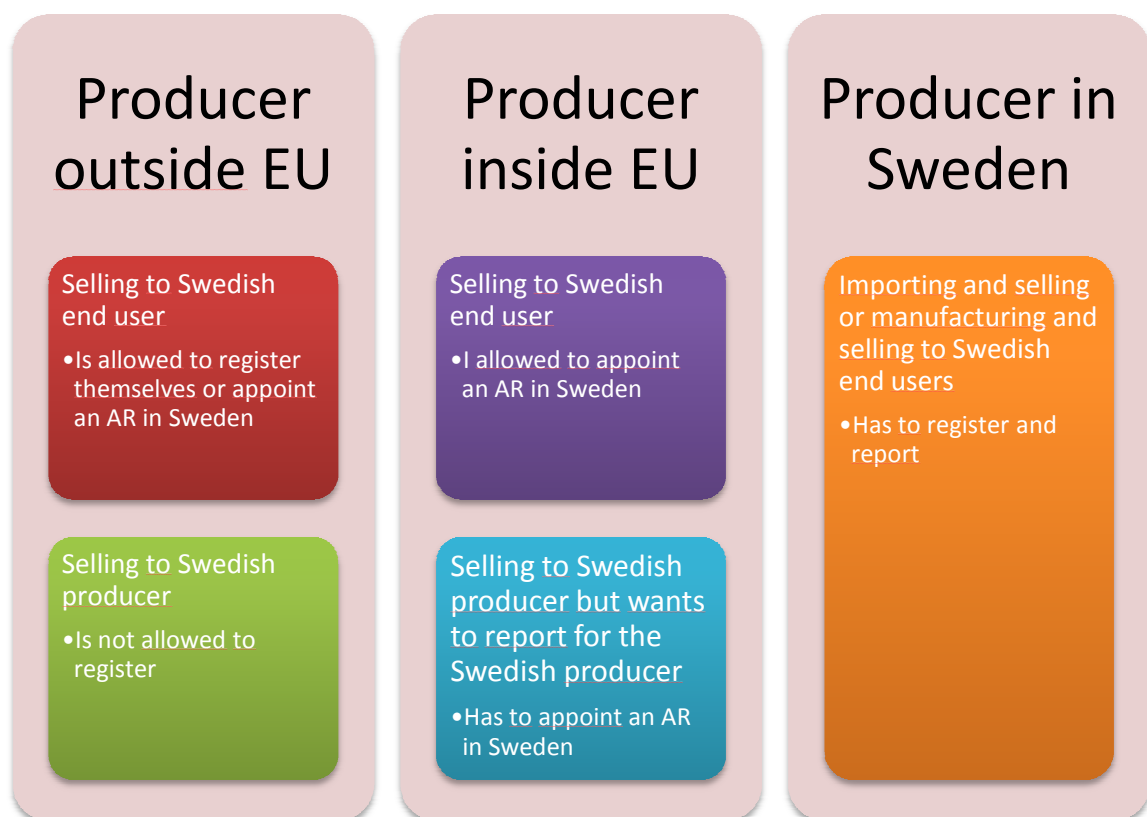 Producer
outside EU
Selling to Swedish
end user
•Is allowed to register
themselves or appoint
an AR in Sweden
Selling to Swedish
producer
•Is not allowed to
register
Producer
inside EU
Selling to Swedish
end user
•I allowed to appoint
an AR in Sweden
Selling to Swedish
producer but wants
to report for the
Swedish producer
•Has to appoint an AR
in Sweden
Producer in
Sweden
Importing and selling
or manufacturing and
selling to Swedish
end users
•Has to register and
report